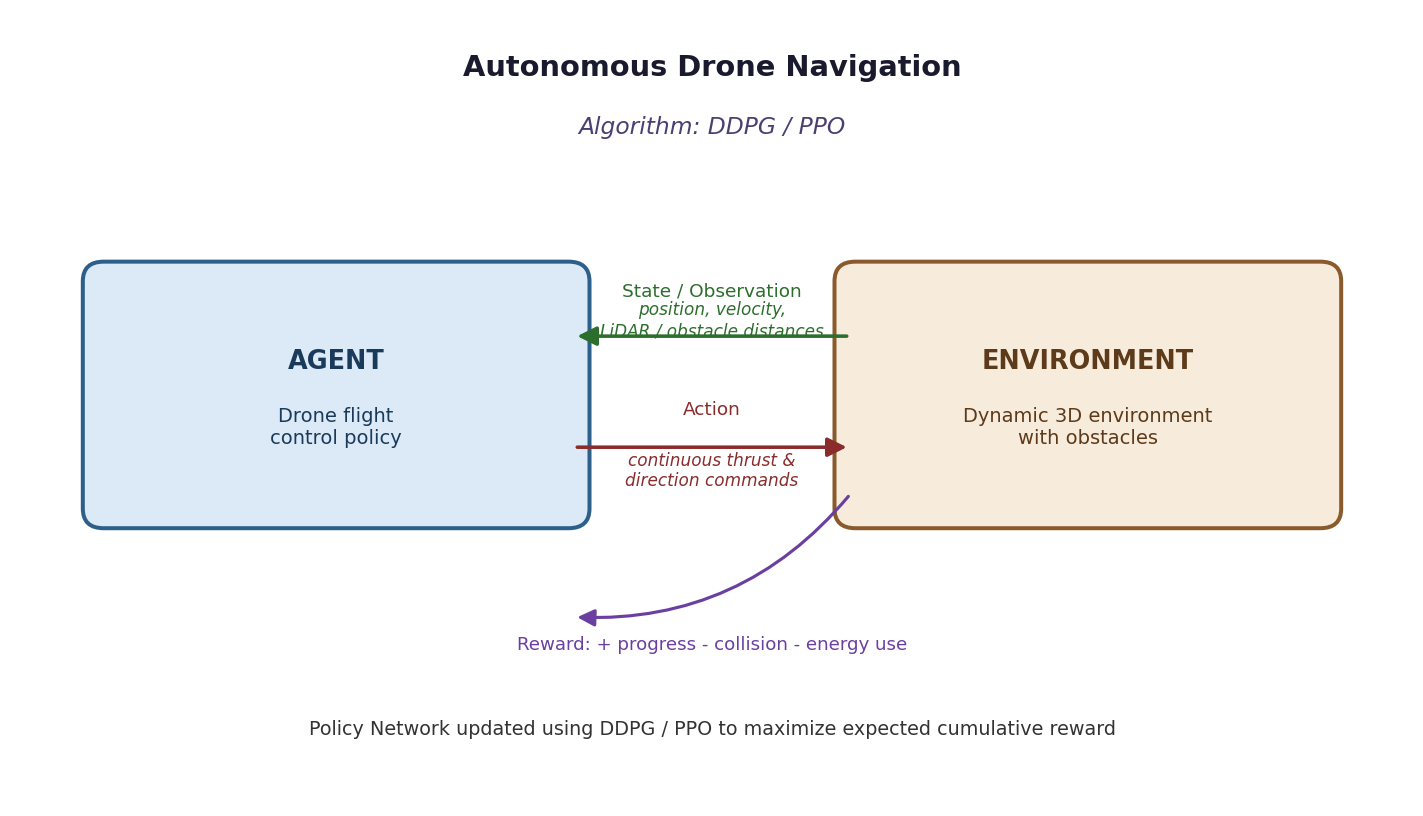 Autonomous Drone Navigation
Algorithm: DDPG / PPO
AGENT
Drone flight
control policy
State / Observation
position, velocity,
LiDAR / obstacle distances
Action
continuous thrust &
direction commands
ENVIRONMENT
Dynamic 3D environment
with obstacles
Reward: + progress - collision - energy use
Policy Network updated using DDPG / PPO to maximize expected cumulative reward